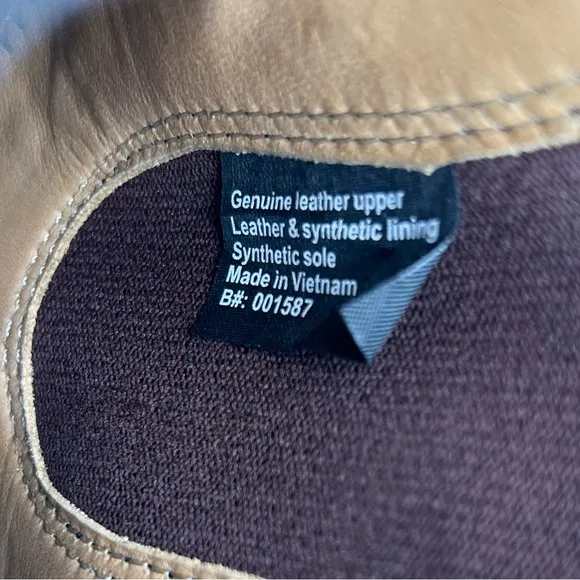 Genuine leather upper
Leather & synthetic lining
Synthetic sole
Made in Vietnam
B#: 001587